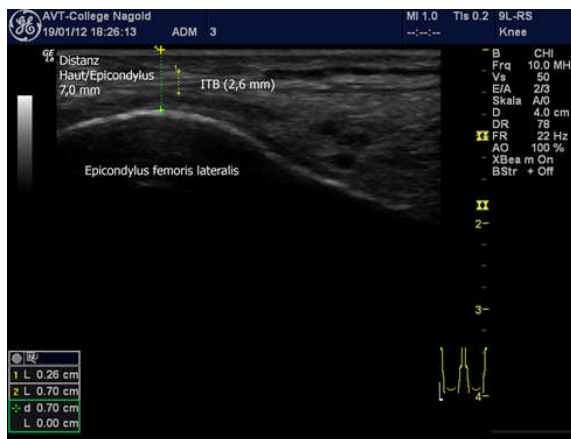 AVT-College Nagold
19/01/12 18:26:13 ADM 3
MI 1.0 TIs 0.2 9L-RS
--:--:-- Knee
GE
Distanz
Haut/Epicondylus
7,0 mm
ITB (2,6 mm)
Epicondylus femoris lateralis
B CHI
Frq 10.0 MH
Vs 50
E/A 2/3
Skala A/0
D 4.0 cm
DR 78
FR 22 Hz
AO 100 %
XBeam On
BStr + Off
1
2-
3-
4-
L
1 L 0.26 cm
2 L 0.70 cm
d 0.70 cm
L 0.00 cm